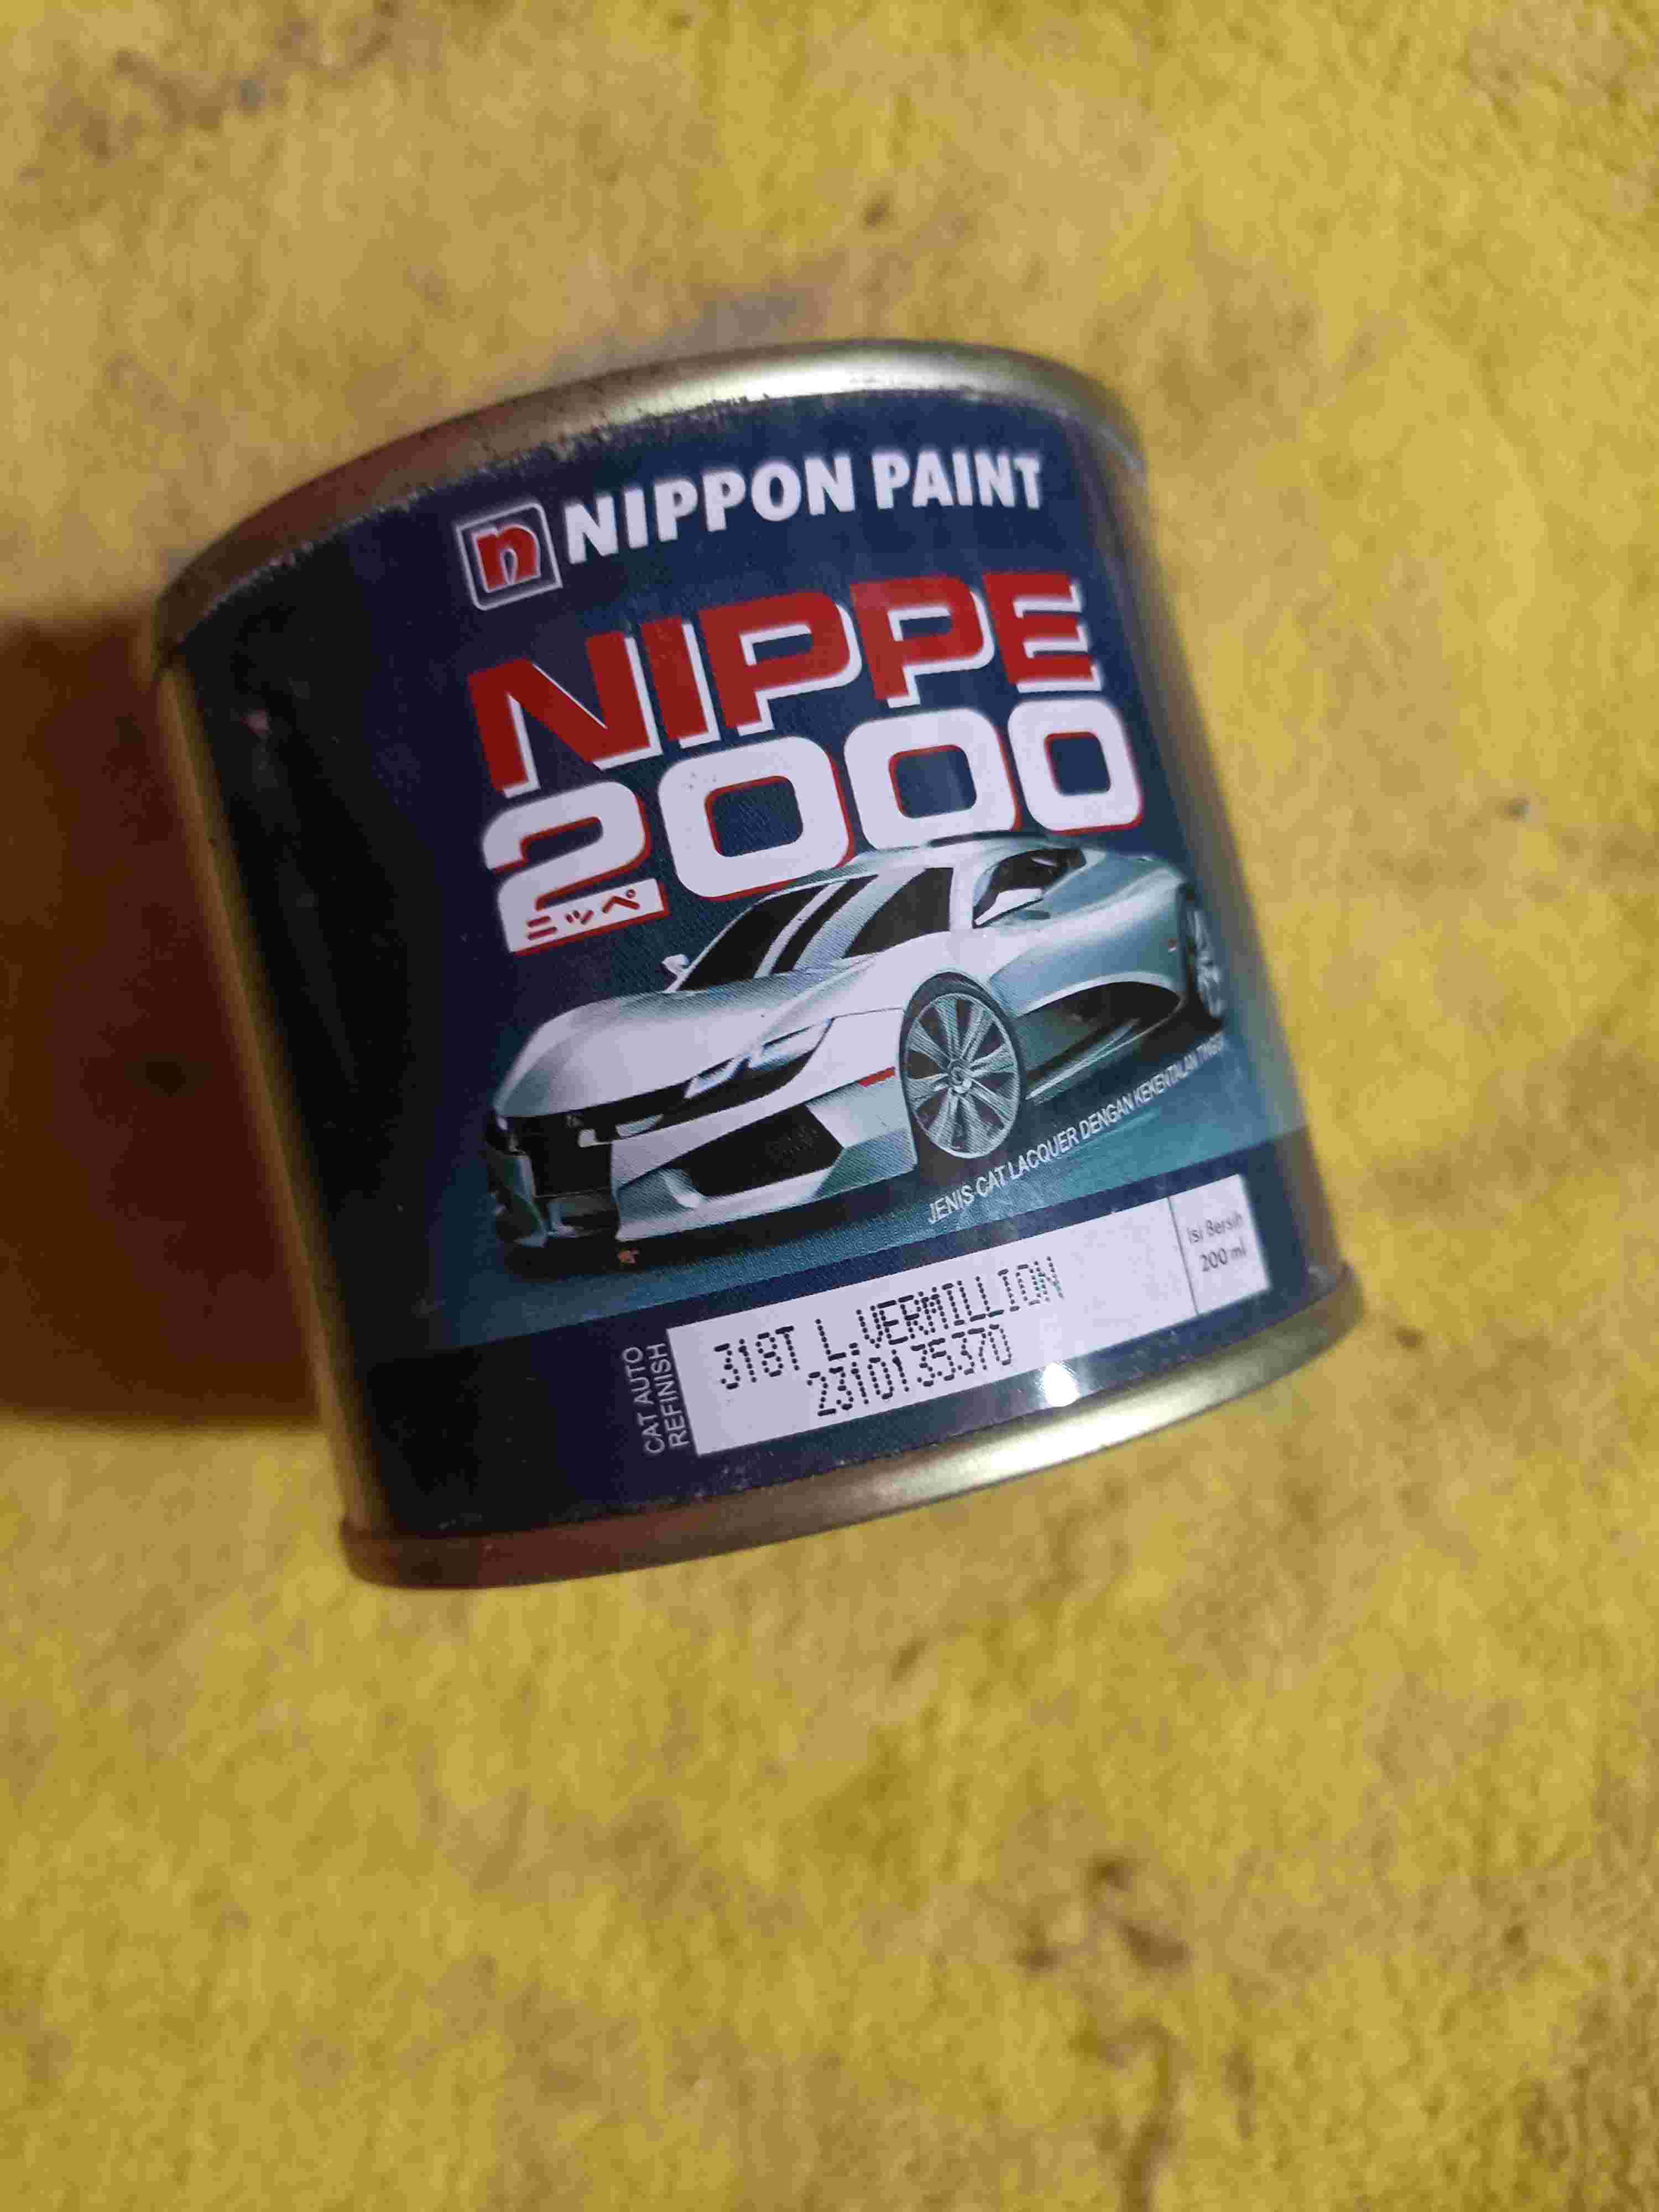 n NIPPON PAINT
NIPPE
2000
ニッペ
JENIS CAT LACQUER DENGAN KEKENTALAN TINGGI
318T L.VERMILLION
2310135370
Isi Bersih
200 ml
CAT AUTO
REFINISH